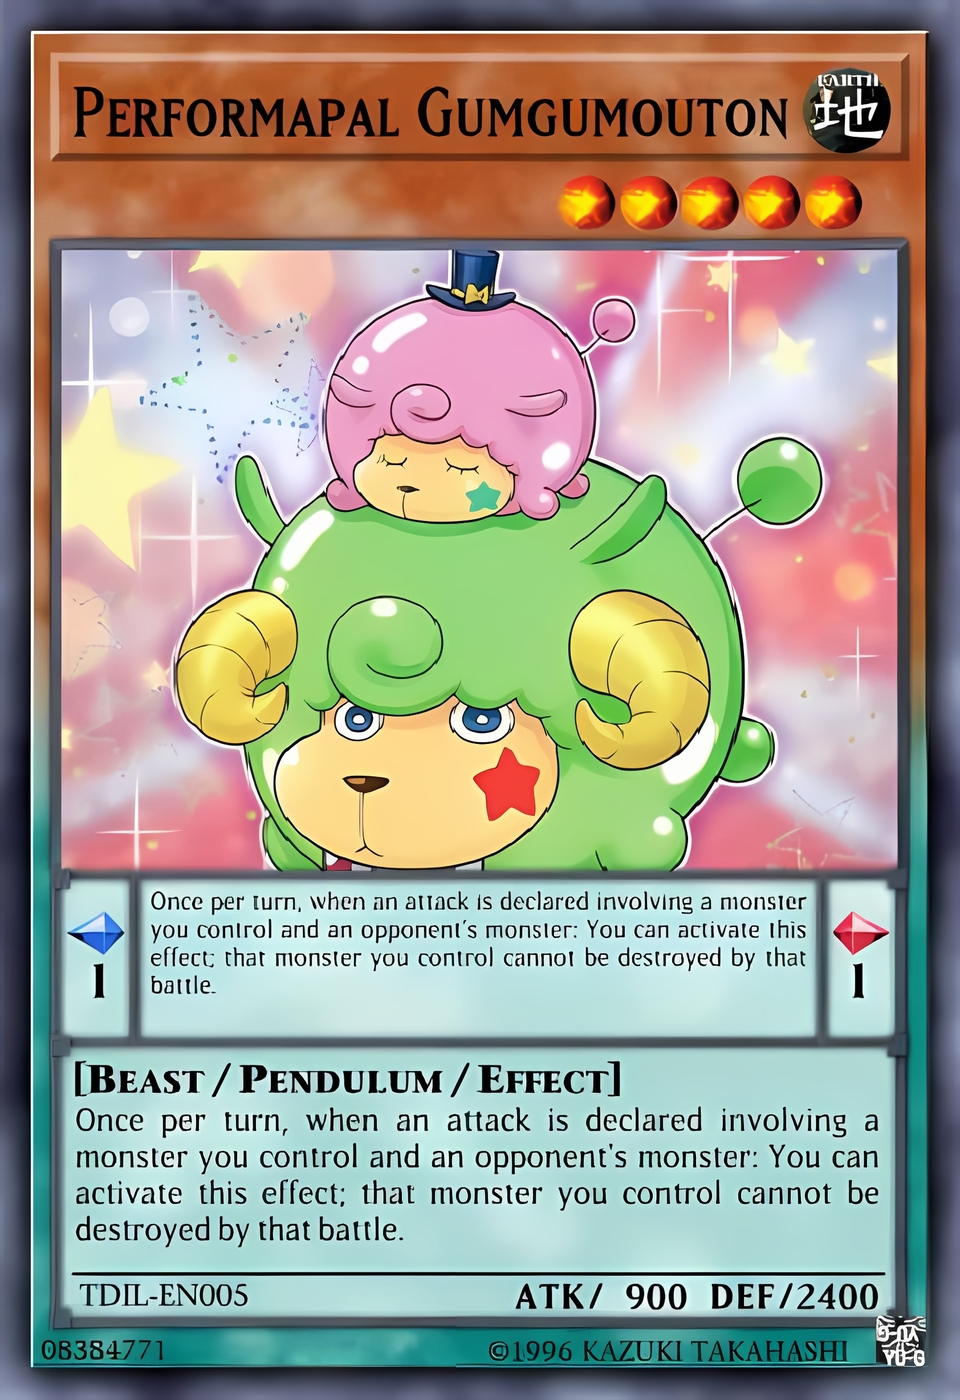 PERFORMAPAL GUMGUMOUTON
EARTH
地
Once per turn, when an attack is declared involving a monster
you control and an opponent's monster: You can activate this
effect; that monster you control cannot be destroyed by that
battle.
1
1
[BEAST / PENDULUM / EFFECT]
Once per turn, when an attack is declared involving a
monster you control and an opponent's monster: You can
activate this effect; that monster you control cannot be
destroyed by that battle.
TDIL-EN005
ATK/ 900 DEF/2400
08384771
©1996 KAZUKI TAKAHASHI